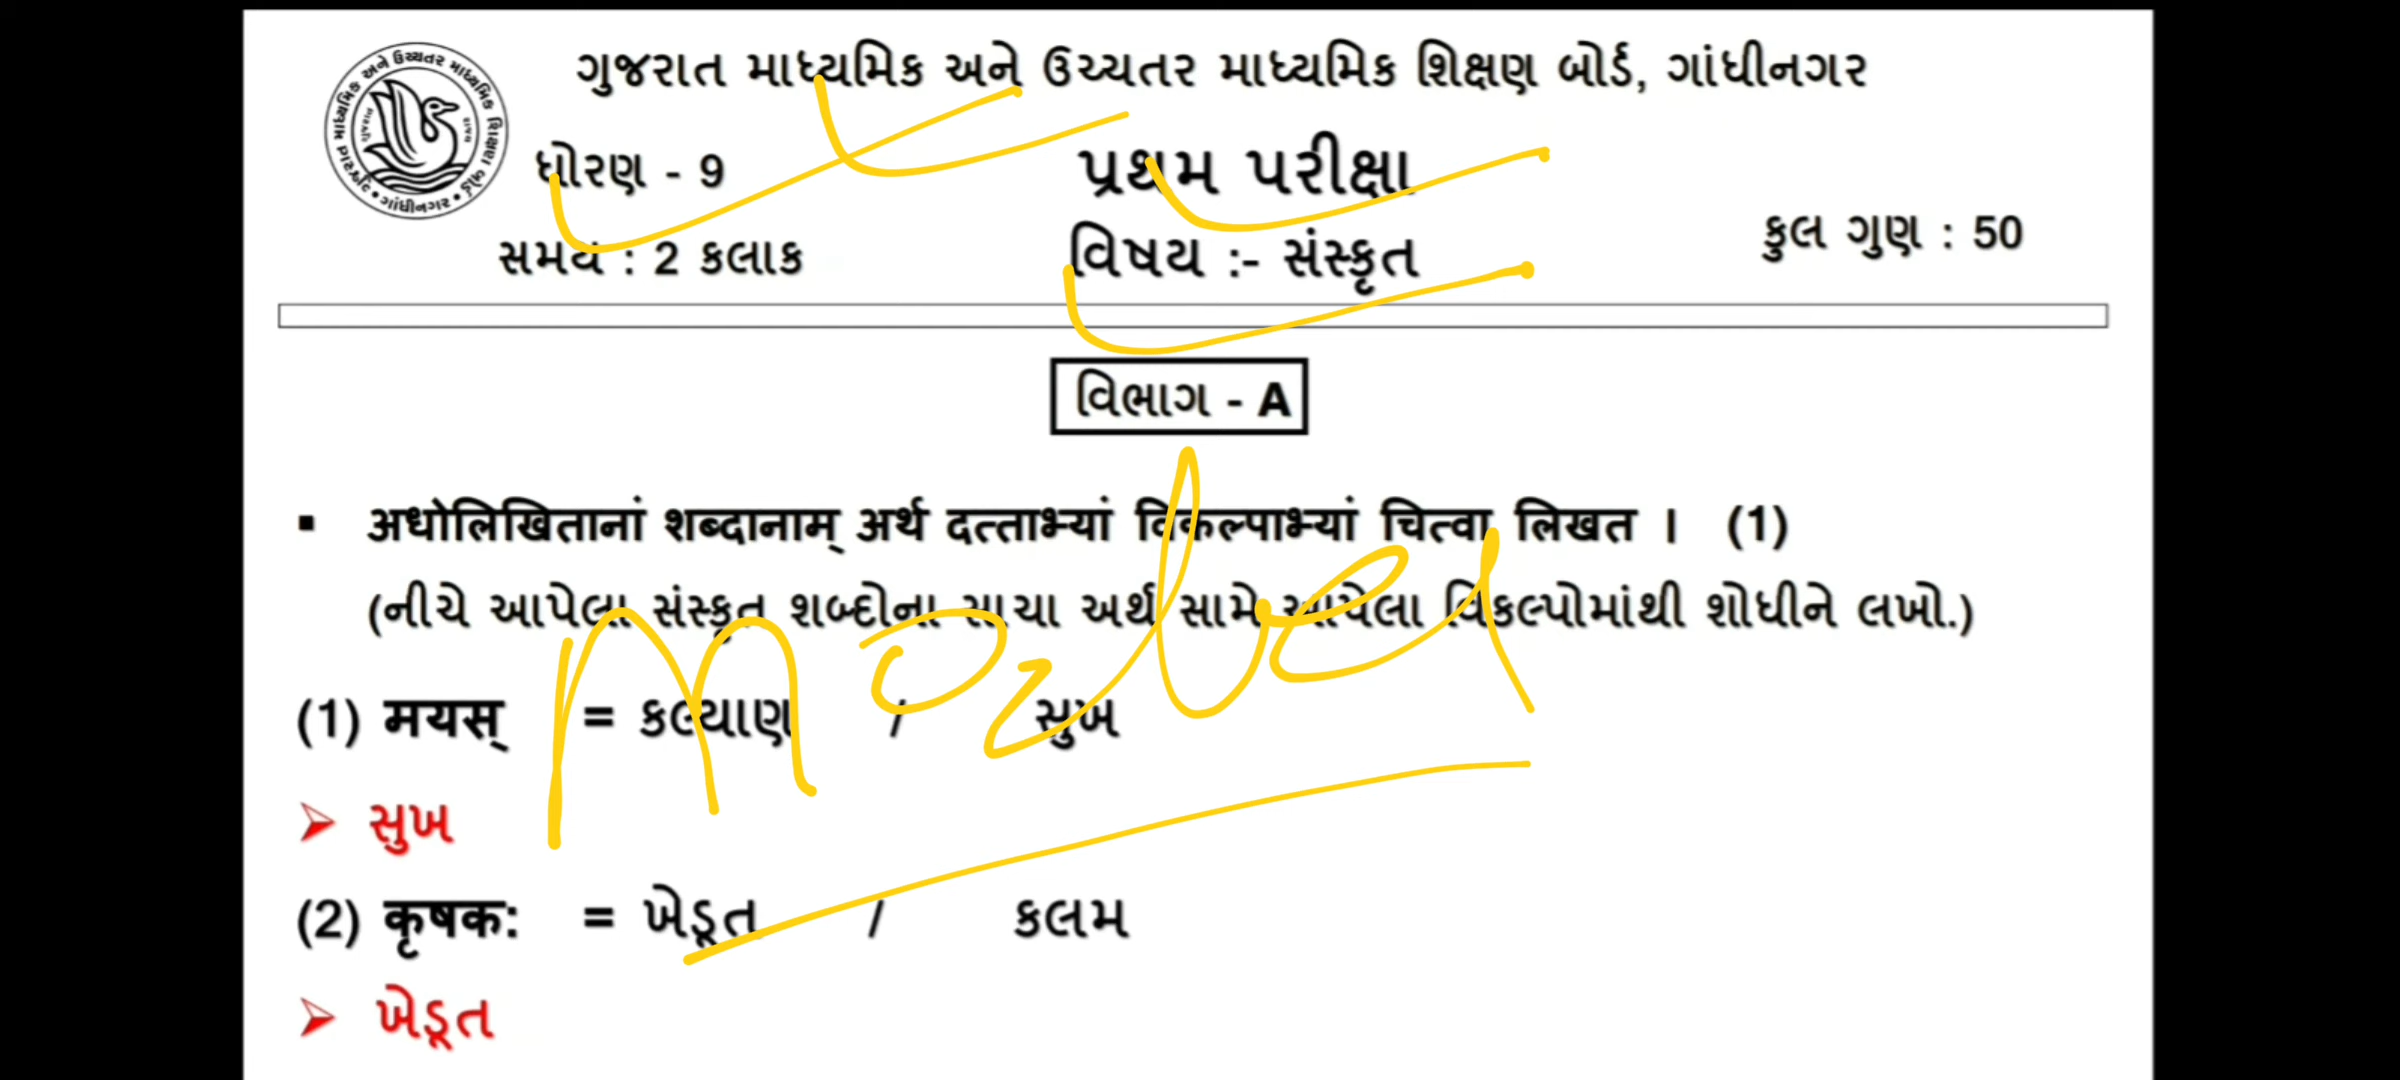 ગુજરાત માધ્યમિક અને ઉચ્ચતર માધ્યમિક શિક્ષણ બોર્ડ, ગાંધીનગર
ધોરણ - 9
પ્રથમ પરીક્ષા
સમય : 2 કલાક
વિષય :- સંસ્કૃત
કુલ ગુણ : 50
વિભાગ - A
▪ अधोलिखितानां शब्दानाम् अर्थ दत्ताभ्यां विकल्पाभ्यां चित्वा लिखत । (1)
(નીચે આપેલા સંસ્કૃત શબ્દોના સાચા અર્થ સામે આપેલા વિકલ્પોમાંથી શોધીને લખો.)
(1) मयस् = કલ્યાણ / સુખ
➢ સુખ
(2) कृषक: = ખેડૂત / કલમ
➢ ખેડૂત